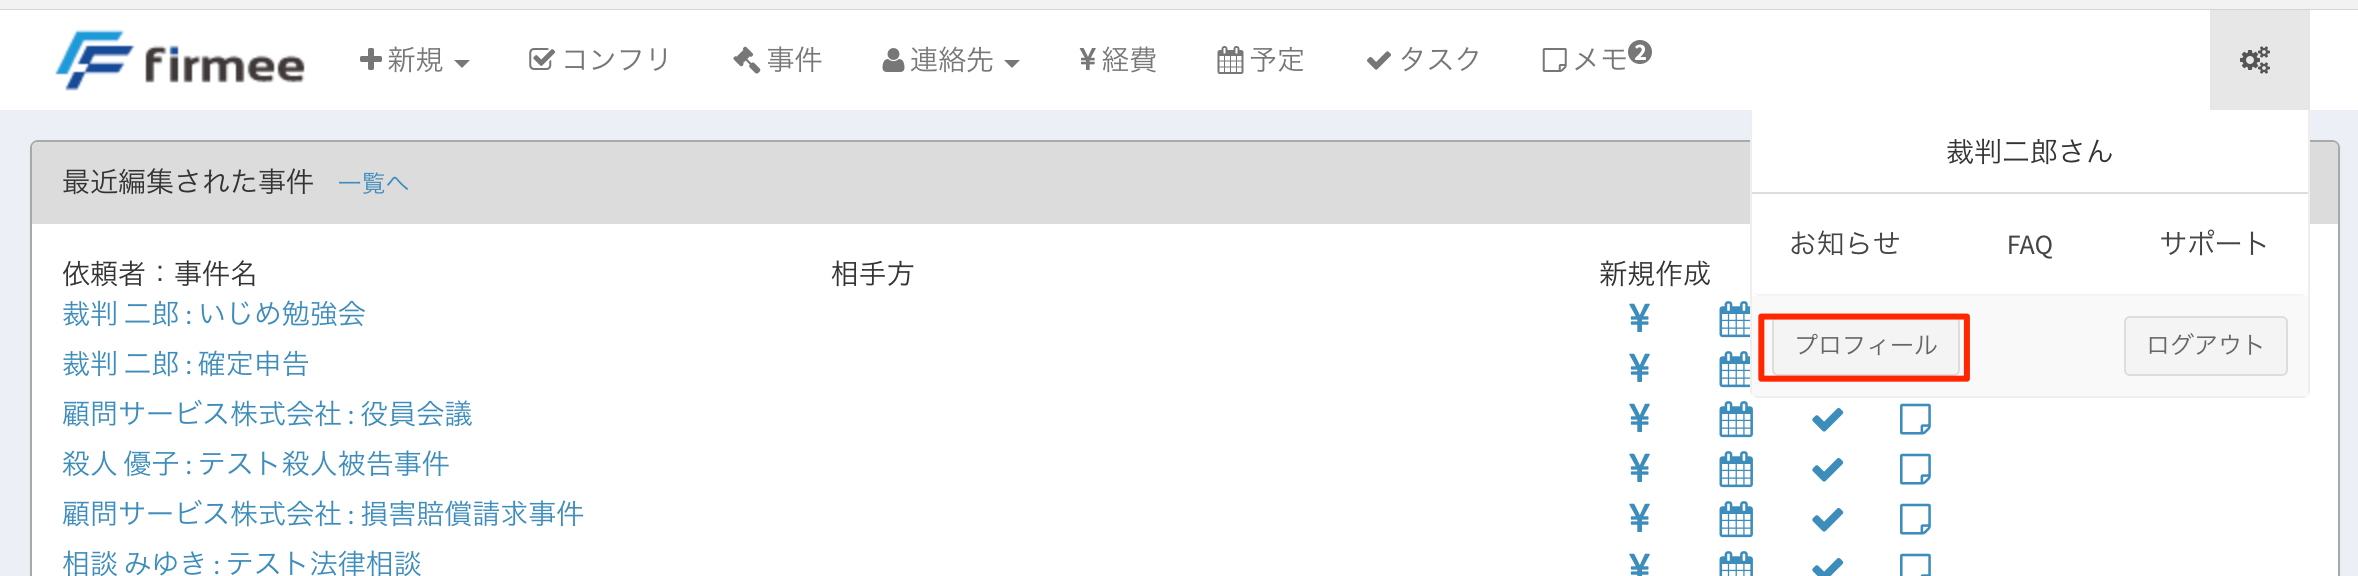 firmee 新規 コンフリ 事件 連絡先 ¥経費 予定 タスク メモ2
裁判二郎さん
お知らせ FAQ サポート
プロフィール ログアウト
最近編集された事件 一覧へ
依頼者：事件名 相手方 新規作成
裁判 二郎 : いじめ勉強会 ¥
裁判 二郎 : 確定申告 ¥
顧問サービス株式会社 : 役員会議 ¥
殺人 優子 : テスト殺人被告事件 ¥
顧問サービス株式会社 : 損害賠償請求事件 ¥
相談 みゆき : テスト法律相談 ¥